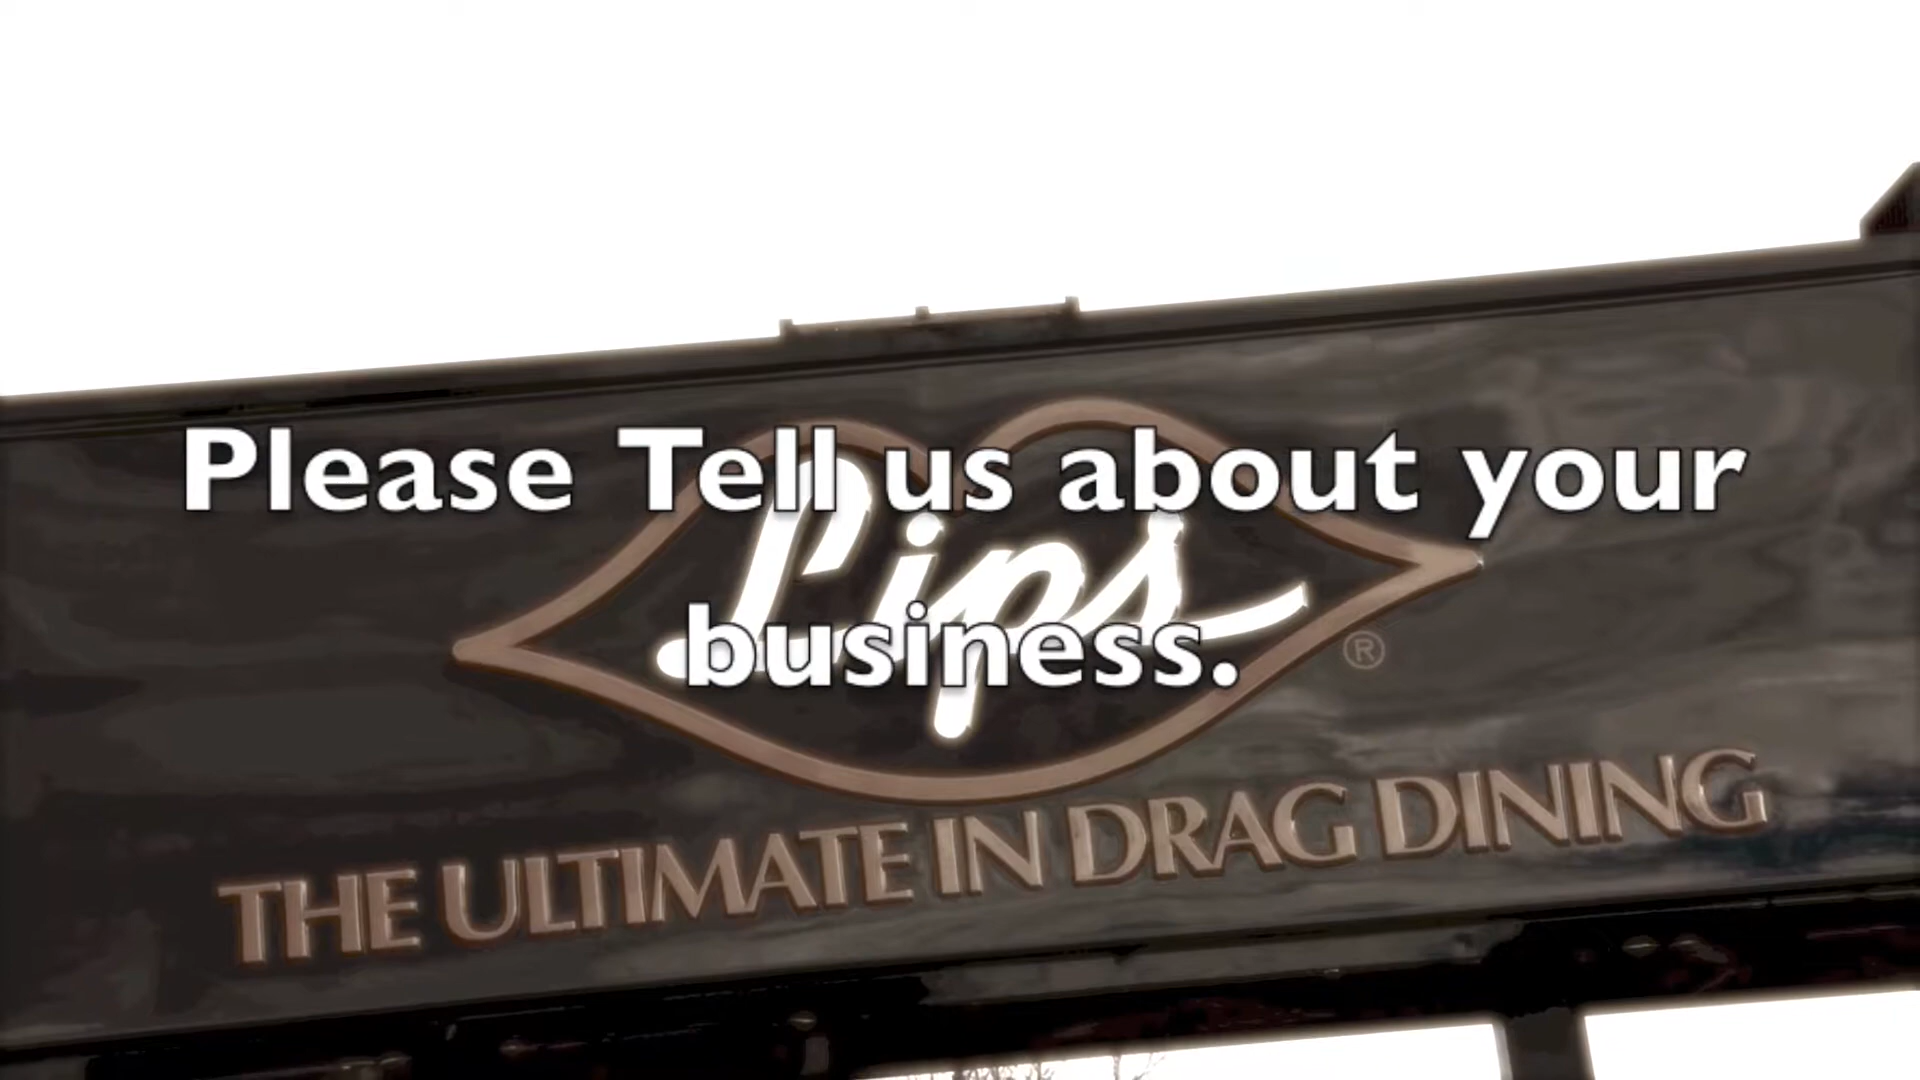 Please Tell us about your
business.
Lips
®
THE ULTIMATE IN DRAG DINING